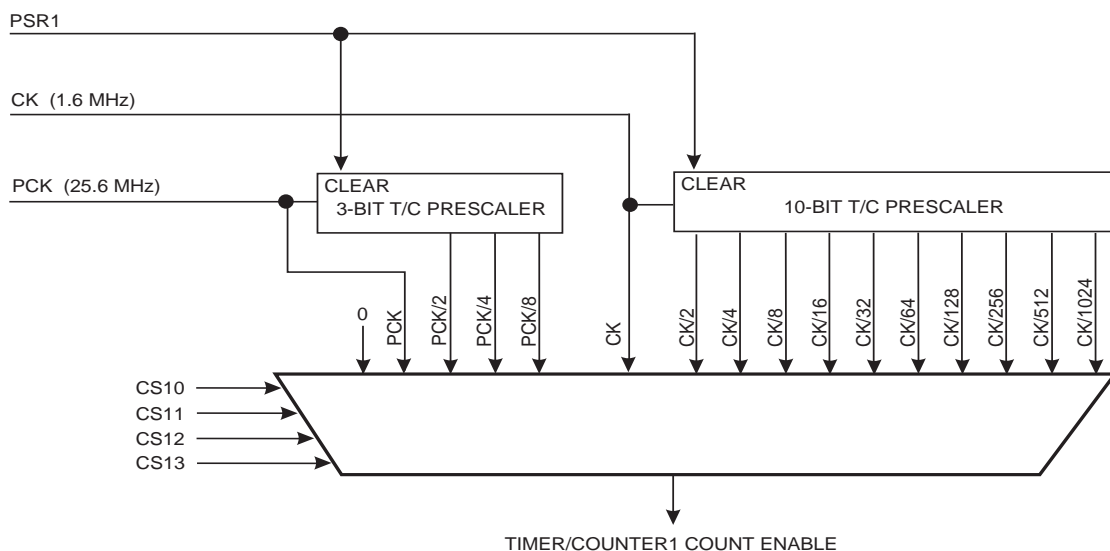 PSR1
CK (1.6 MHz)
PCK (25.6 MHz)
CLEAR
3-BIT T/C PRESCALER
CLEAR
10-BIT T/C PRESCALER
0
PCK
PCK/2
PCK/4
PCK/8
CK
CK/2
CK/4
CK/8
CK/16
CK/32
CK/64
CK/128
CK/256
CK/512
CK/1024
CS10
CS11
CS12
CS13
TIMER/COUNTER1 COUNT ENABLE